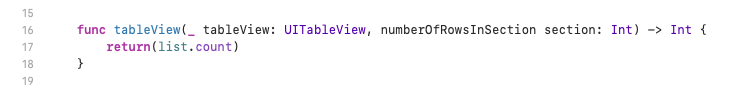 15
16 func tableView(_ tableView: UITableView, numberOfRowsInSection section: Int) -> Int {
17 return(list.count)
18 }
19